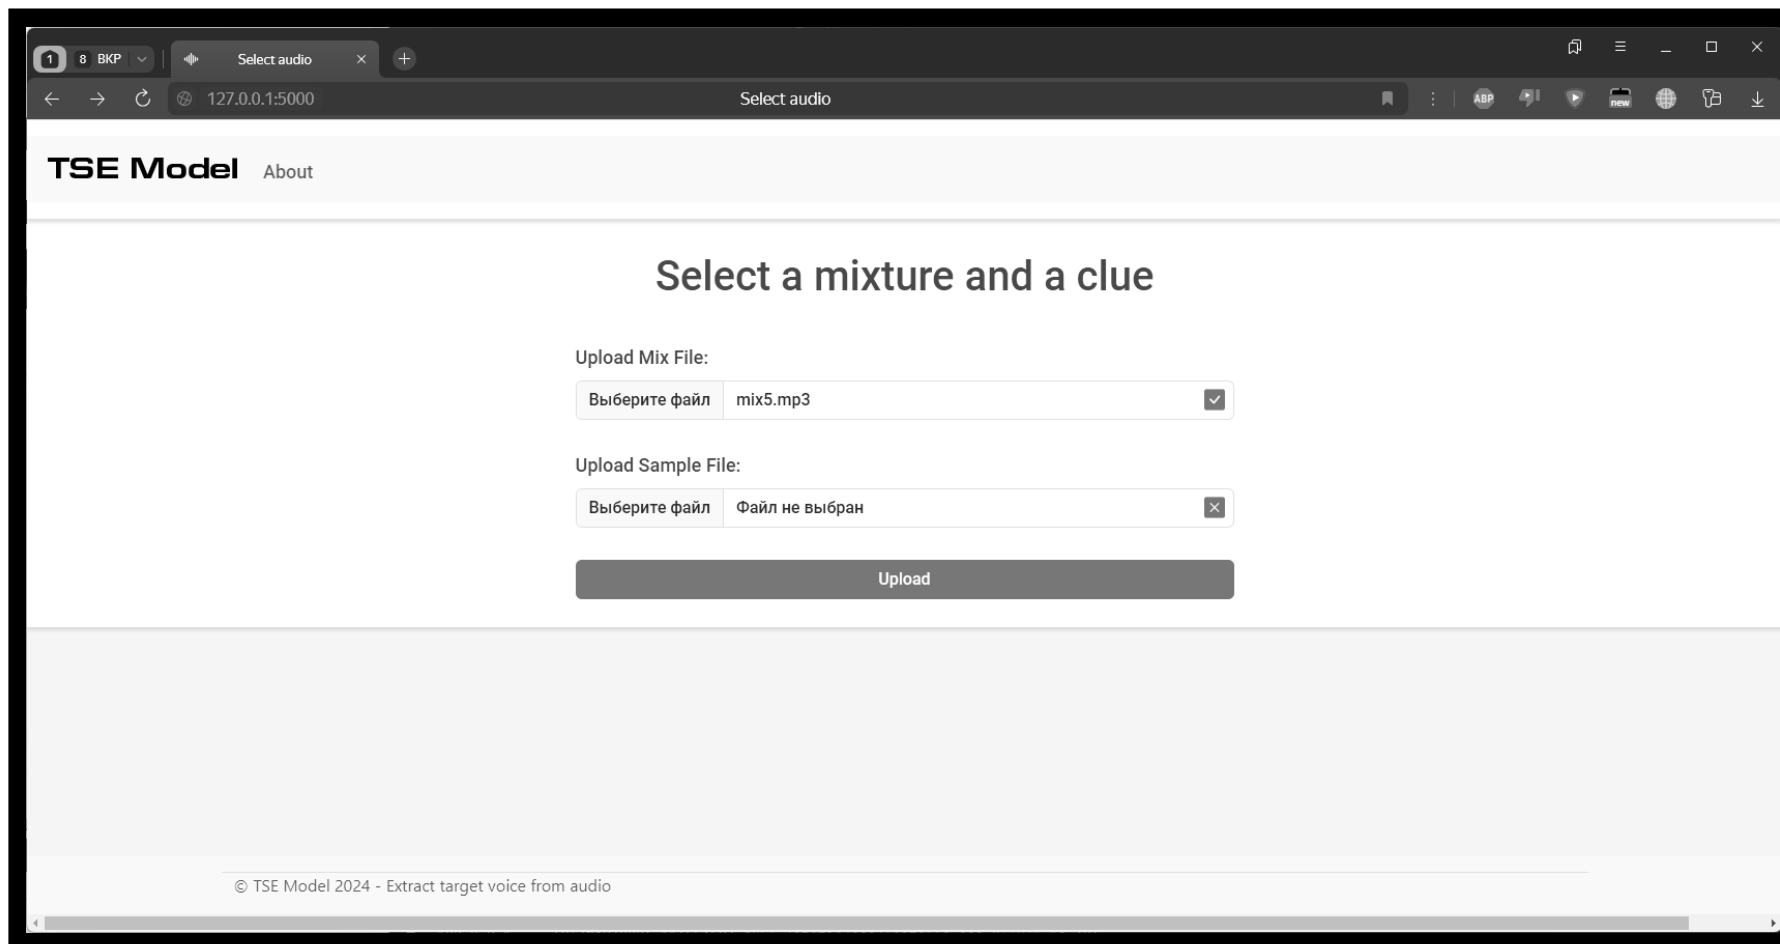 1 8 ВКР Select audio
127.0.0.1:5000 Select audio ABP new
TSE Model About
Select a mixture and a clue
Upload Mix File:
Выберите файл mix5.mp3
Upload Sample File:
Выберите файл Файл не выбран
Upload
© TSE Model 2024 - Extract target voice from audio